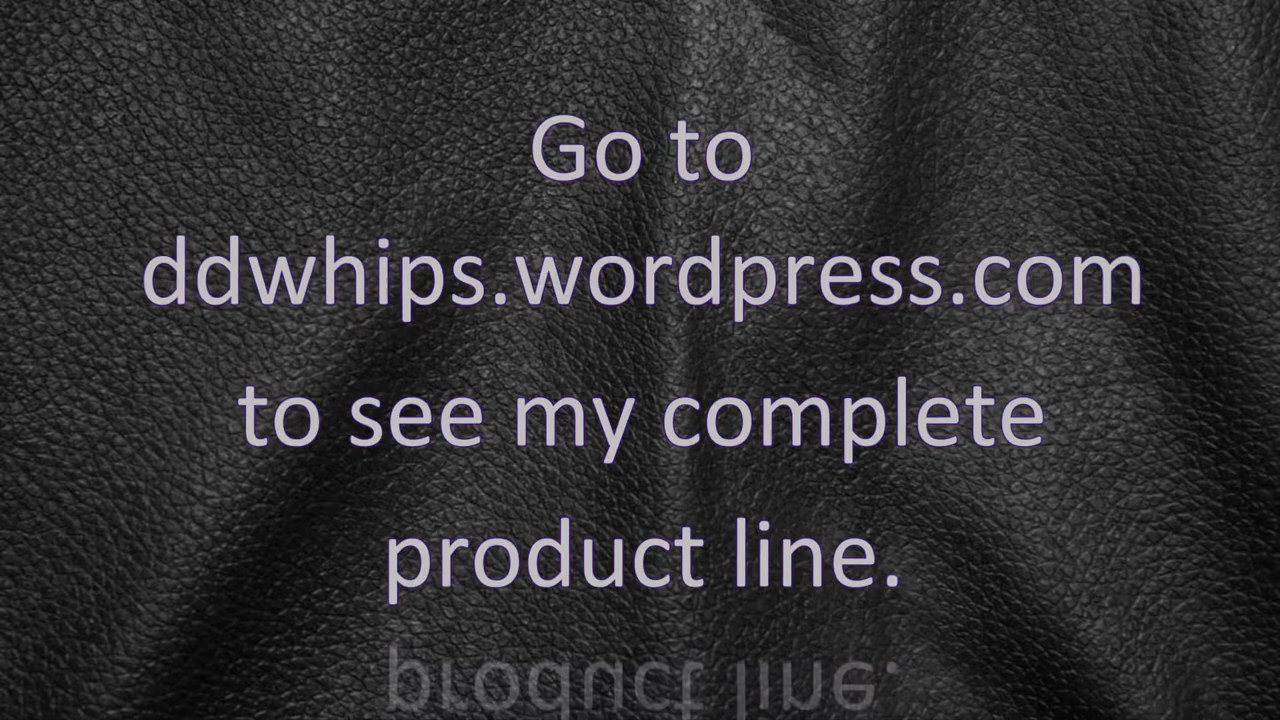 Go to
ddwhips.wordpress.com
to see my complete
product line.